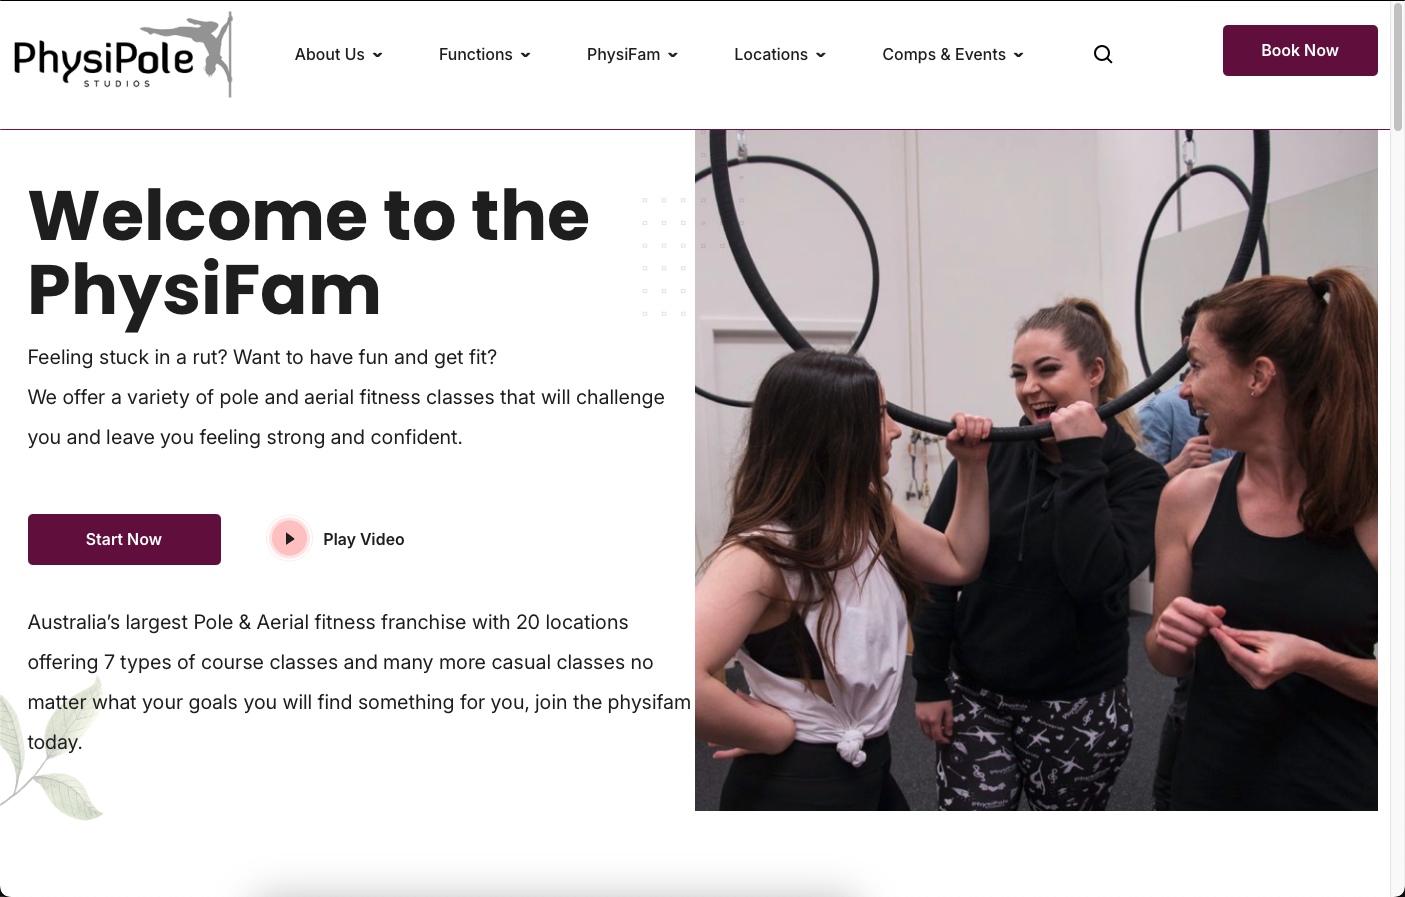 PhysiPole
STUDIOS
About Us
Functions
PhysiFam
Locations
Comps & Events
Book Now
Welcome to the
PhysiFam
Feeling stuck in a rut? Want to have fun and get fit?
We offer a variety of pole and aerial fitness classes that will challenge
you and leave you feeling strong and confident.
Start Now
Play Video
Australia’s largest Pole & Aerial fitness franchise with 20 locations
offering 7 types of course classes and many more casual classes no
matter what your goals you will find something for you, join the physifam
today.
PhysiPole